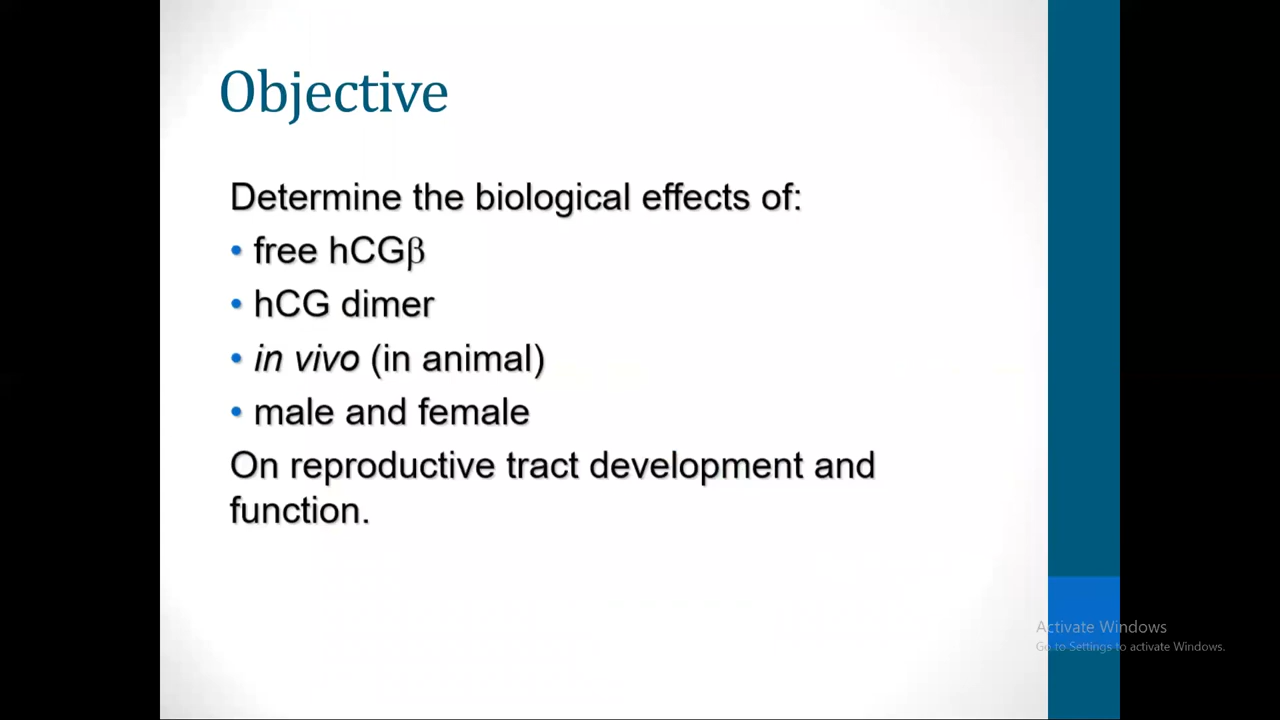 Objective
Determine the biological effects of:
• free hCGβ
• hCG dimer
• in vivo (in animal)
• male and female
On reproductive tract development and
function.
Activate Windows
Go to Settings to activate Windows.